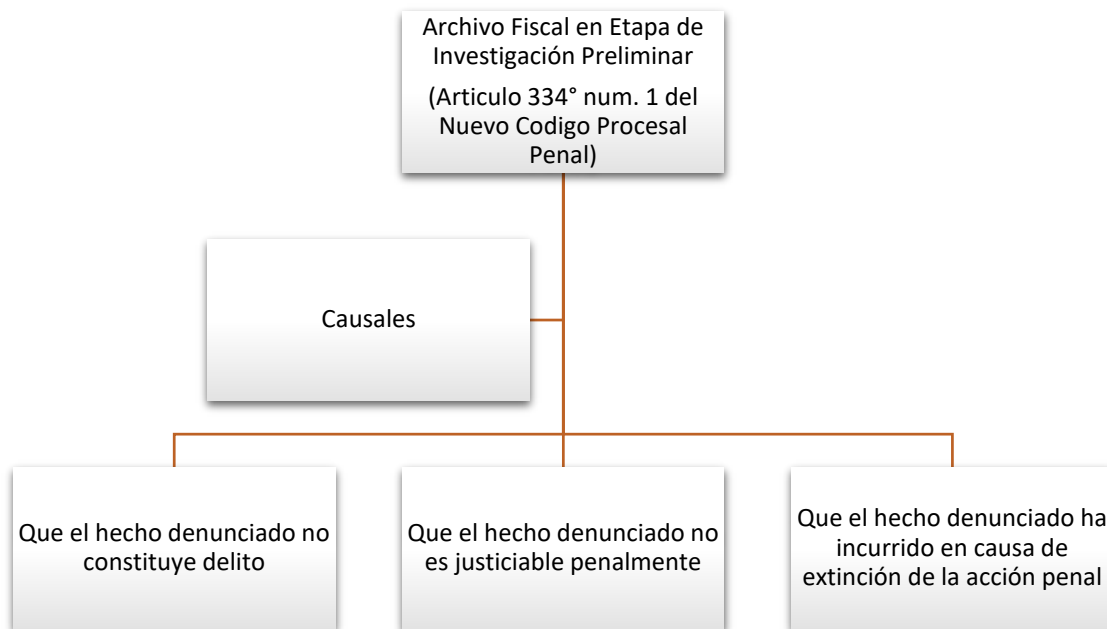 Archivo Fiscal en Etapa de
Investigación Preliminar
(Articulo 334° num. 1 del
Nuevo Codigo Procesal
Penal)
Causales
Que el hecho denunciado no
constituye delito
Que el hecho denunciado no
es justiciable penalmente
Que el hecho denunciado ha
incurrido en causa de
extinción de la acción penal